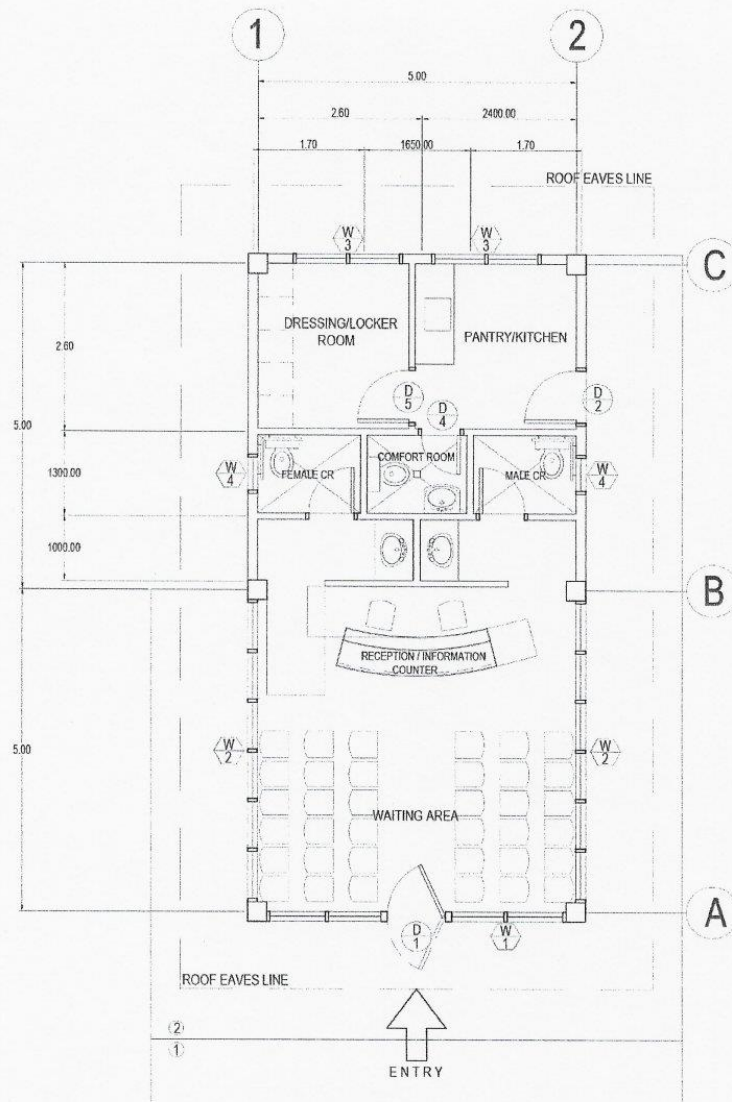 1
2
5.00
2.60
2400.00
1.70
1650.00
1.70
ROOF EAVES LINE
W
3
W
3
C
DRESSING/LOCKER
ROOM
PANTRY/KITCHEN
2.60
5.00
D
5
D
4
D
2
COMFORT ROOM
W
4
FEMALE CR
MALE CR
W
4
1300.00
1000.00
B
RECEPTION / INFORMATION
COUNTER
5.00
W
2
W
2
WAITING AREA
A
D
1
W
1
ROOF EAVES LINE
2
1
ENTRY